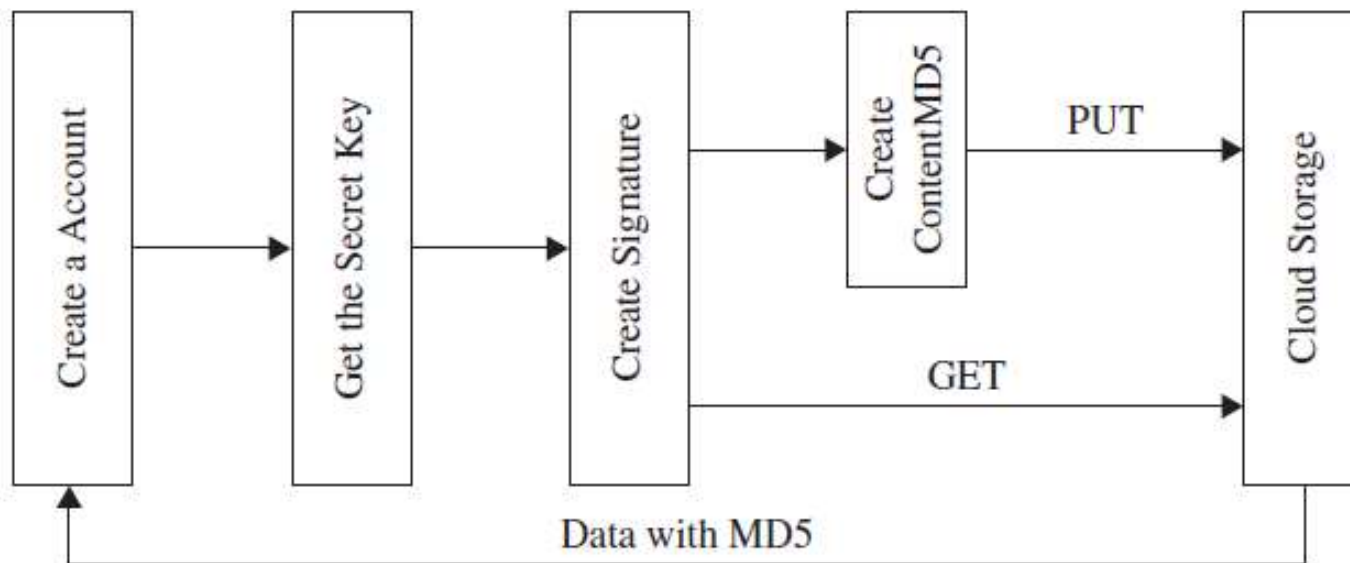 Create a Account
Get the Secret Key
Create Signature
Create
ContentMD5
PUT
GET
Cloud Storage
Data with MD5